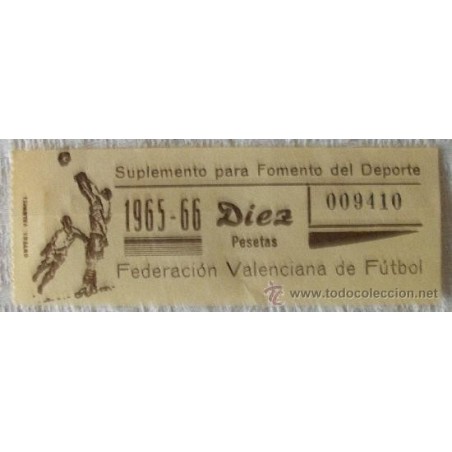 Suplemento para Fomento del Deporte
1965-66 Diez 009410
Pesetas
Federación Valenciana de Fútbol
www.todocoleccion.net